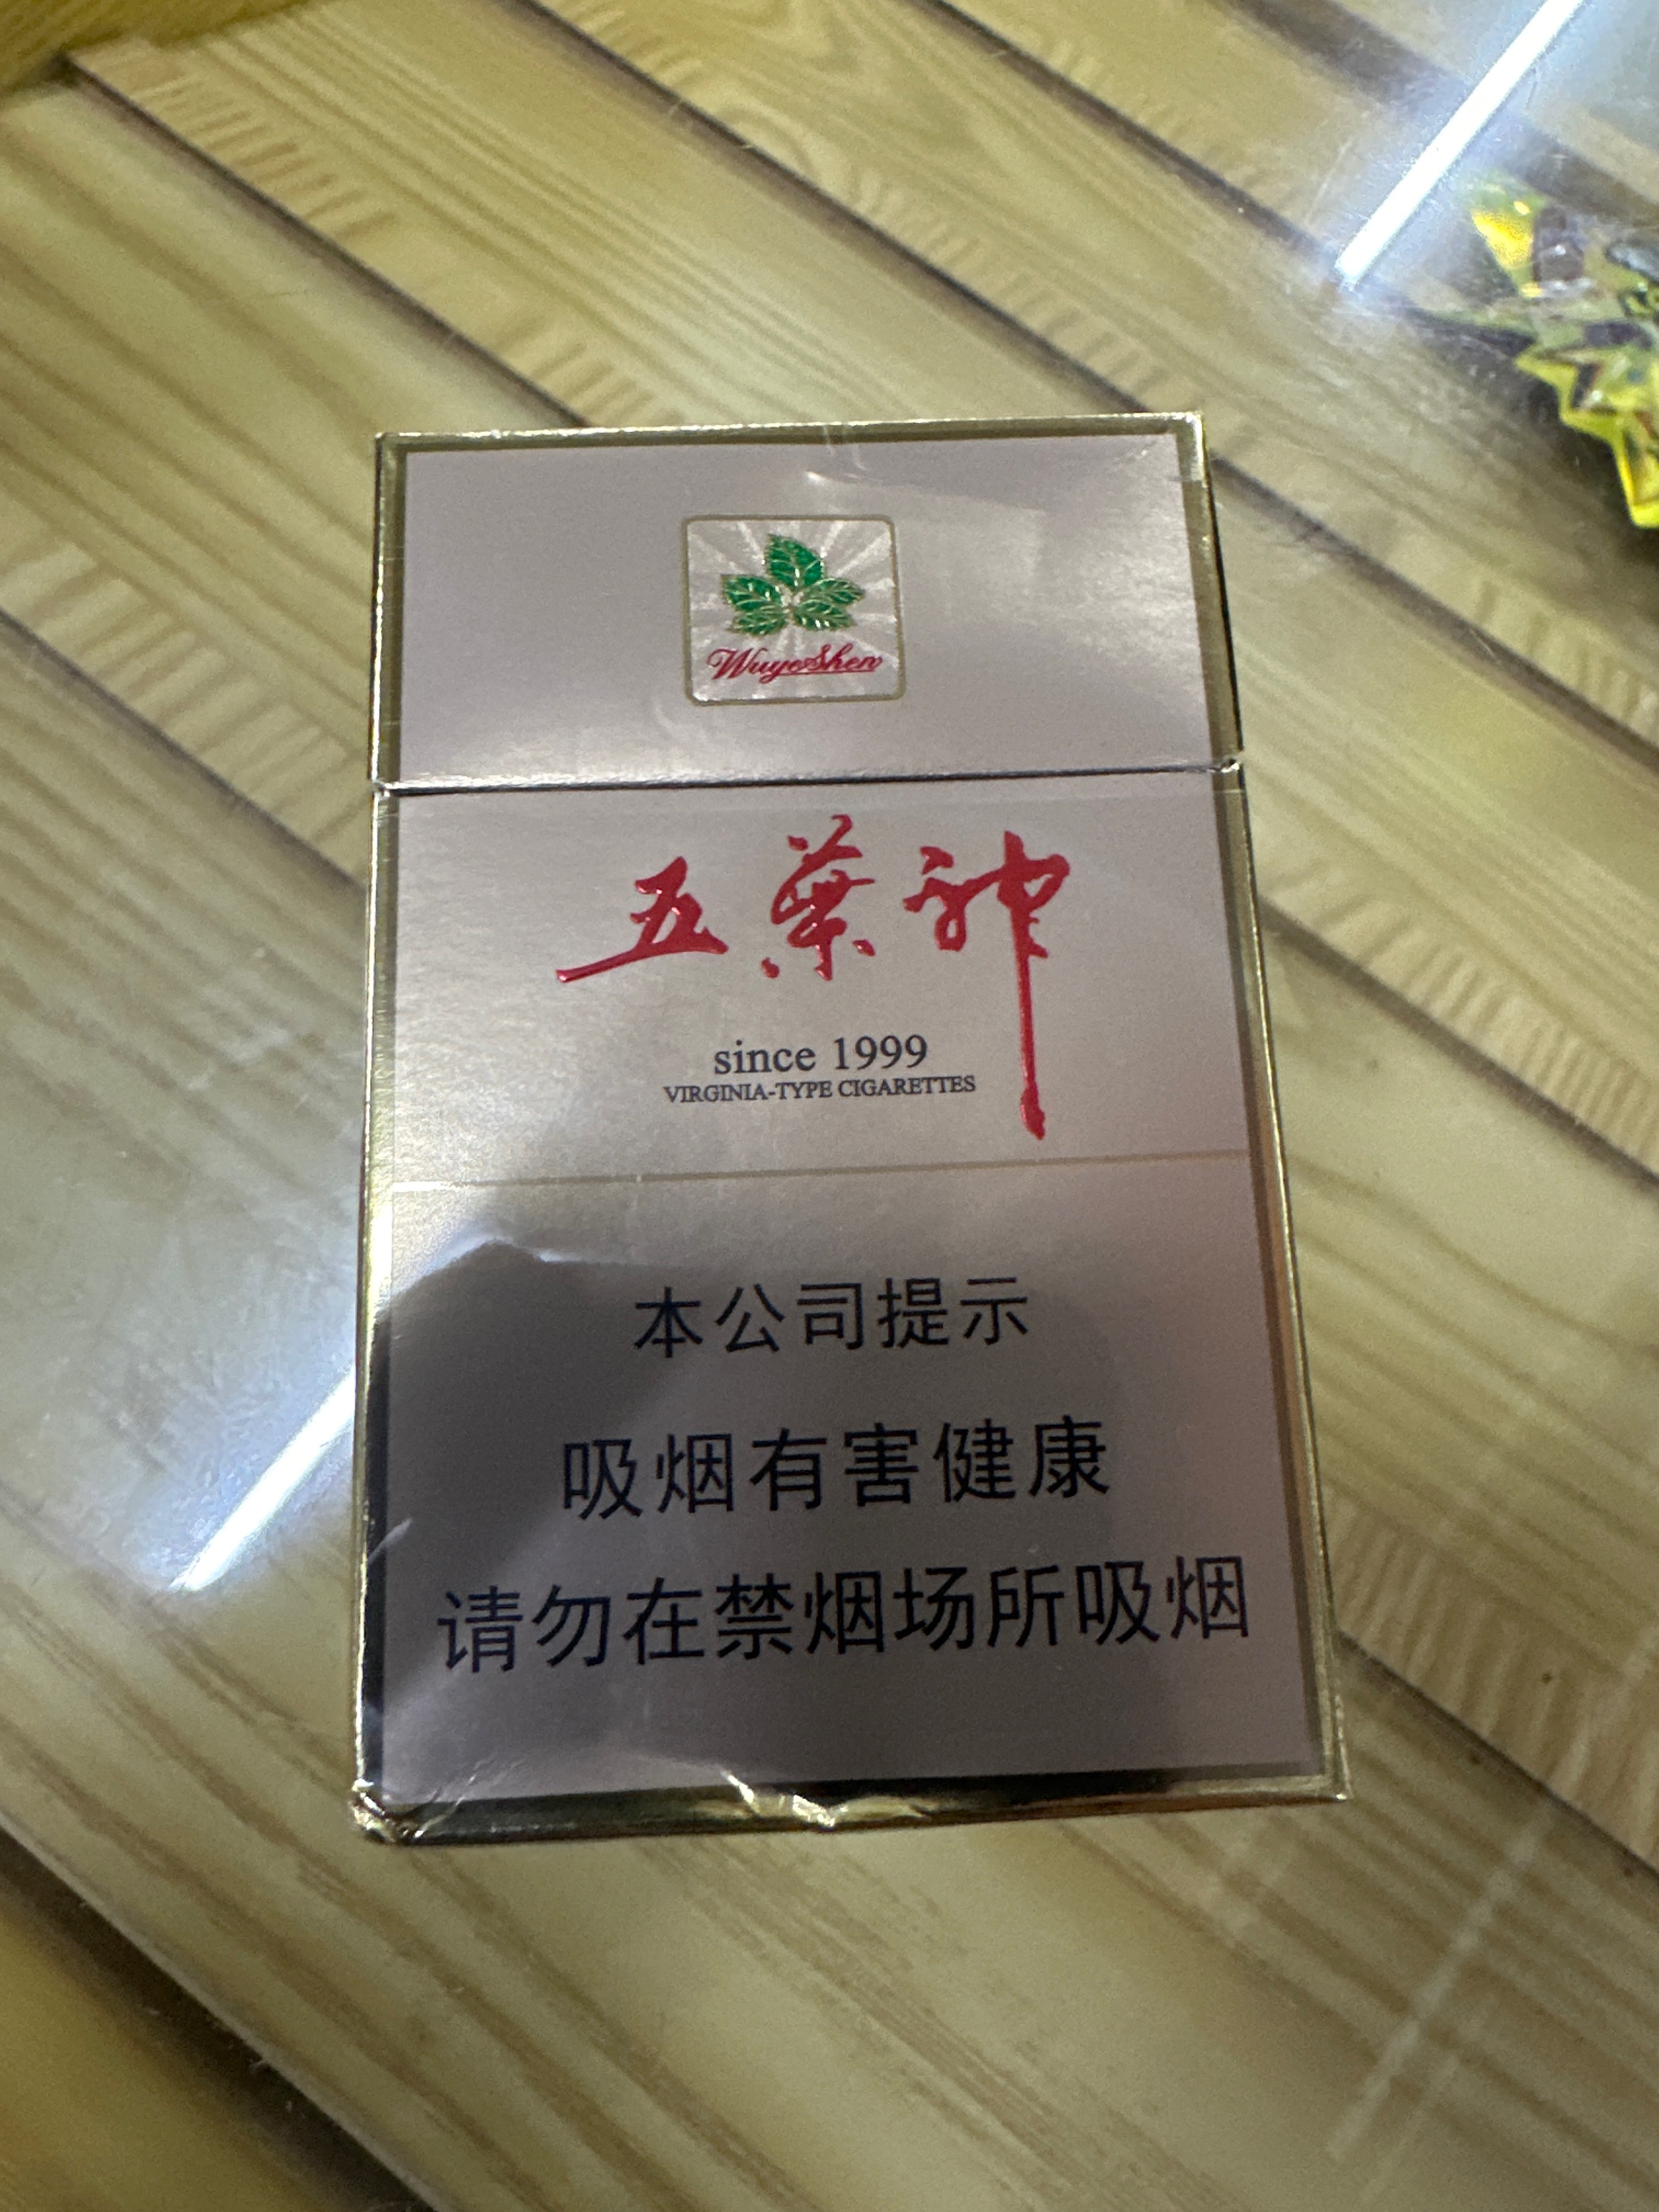 WuyeShen
五葉神
since 1999
VIRGINIA-TYPE CIGARETTES
本公司提示
吸烟有害健康
请勿在禁烟场所吸烟